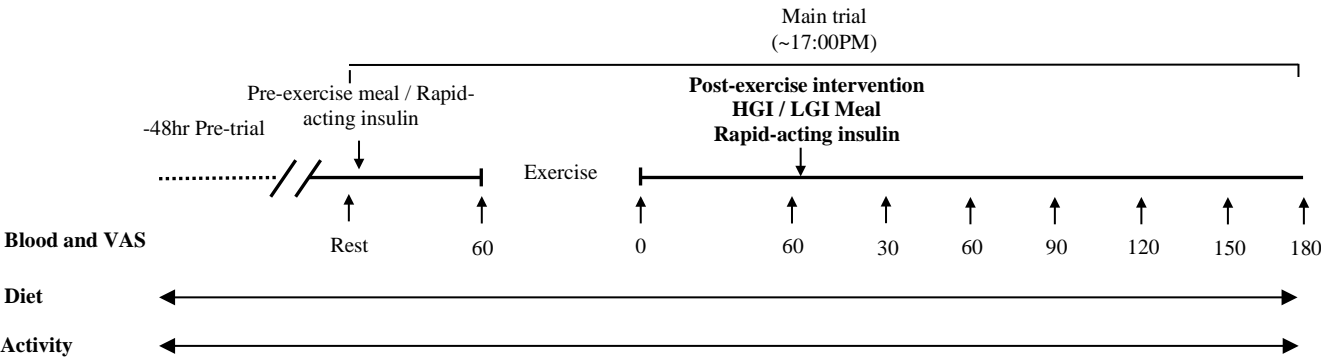 Main trial
(~17:00PM)
Pre-exercise meal / Rapid-
acting insulin
Post-exercise intervention
HGI / LGI Meal
Rapid-acting insulin
-48hr Pre-trial
Exercise
Blood and VAS
Rest 60 0 60 30 60 90 120 150 180
Diet
Activity